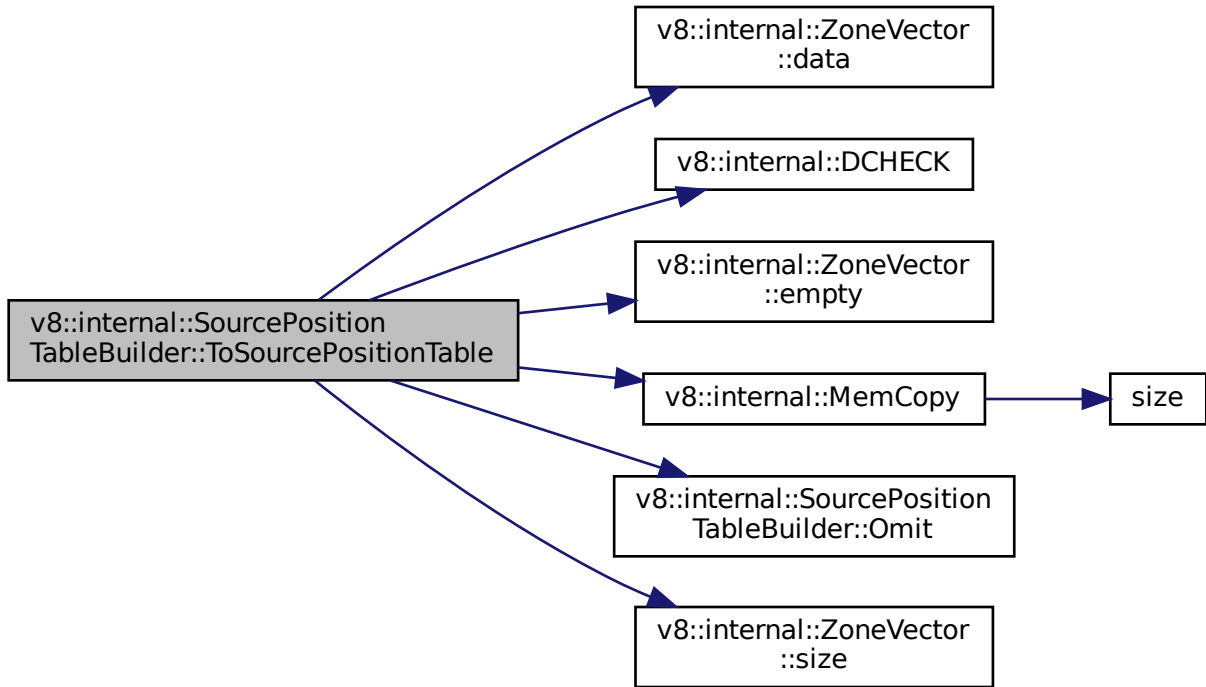 v8::internal::ZoneVector
::data
v8::internal::DCHECK
v8::internal::ZoneVector
::empty
v8::internal::SourcePosition
TableBuilder::ToSourcePositionTable
v8::internal::MemCopy
size
v8::internal::SourcePosition
TableBuilder::Omit
v8::internal::ZoneVector
::size